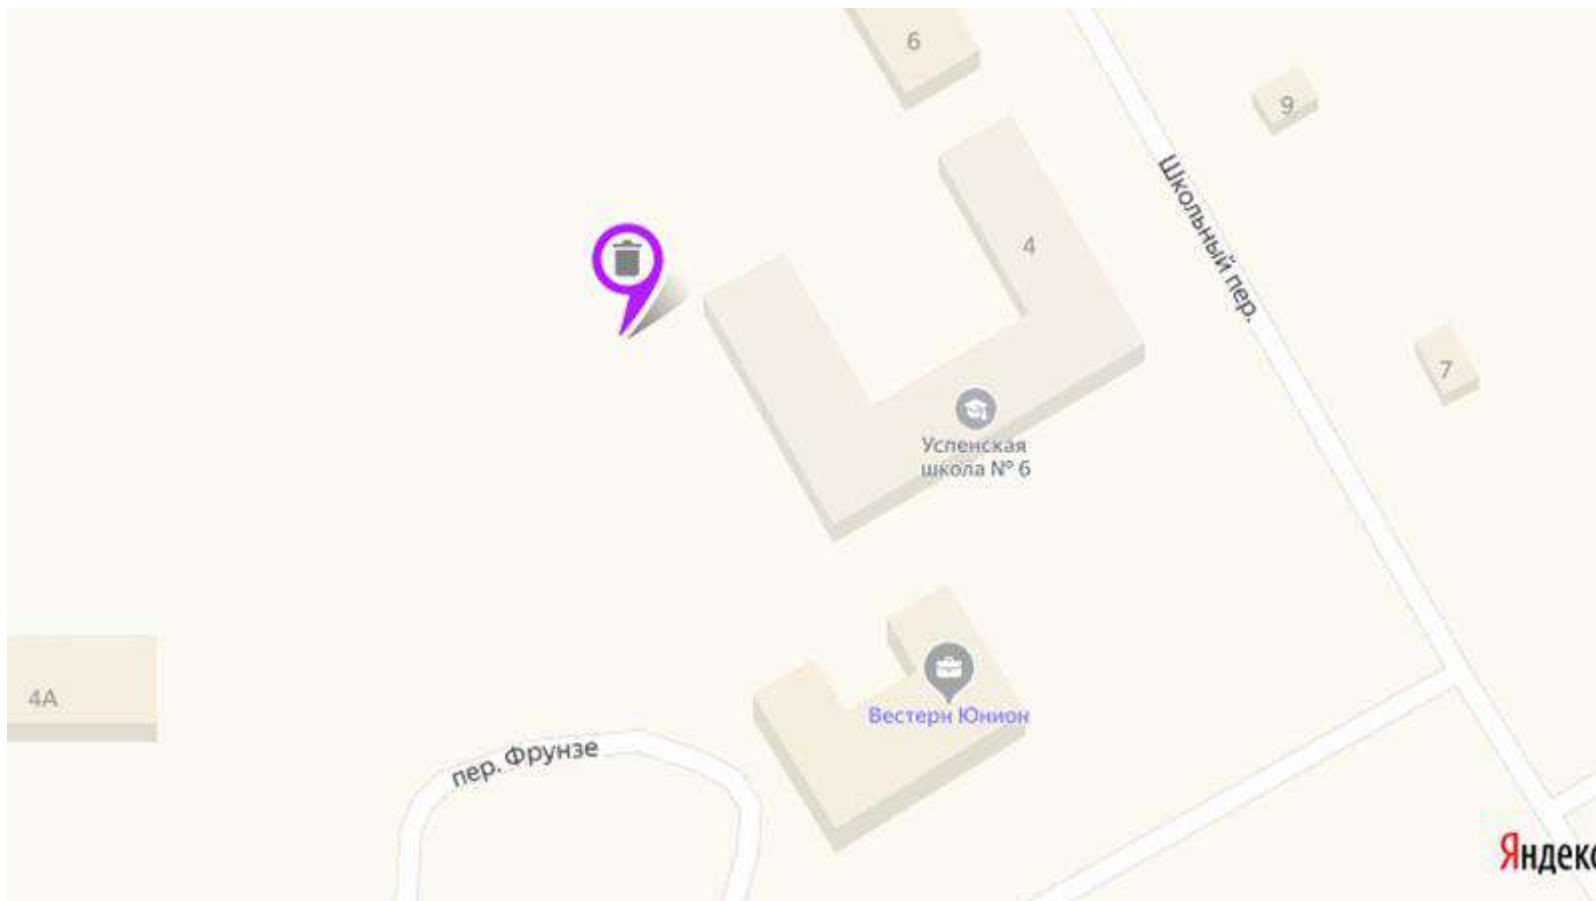 6
9
Школьный пер.
4
7
Успенская
школа № 6
4А
Вестерн Юнион
пер. Фрунзе
Яндекс